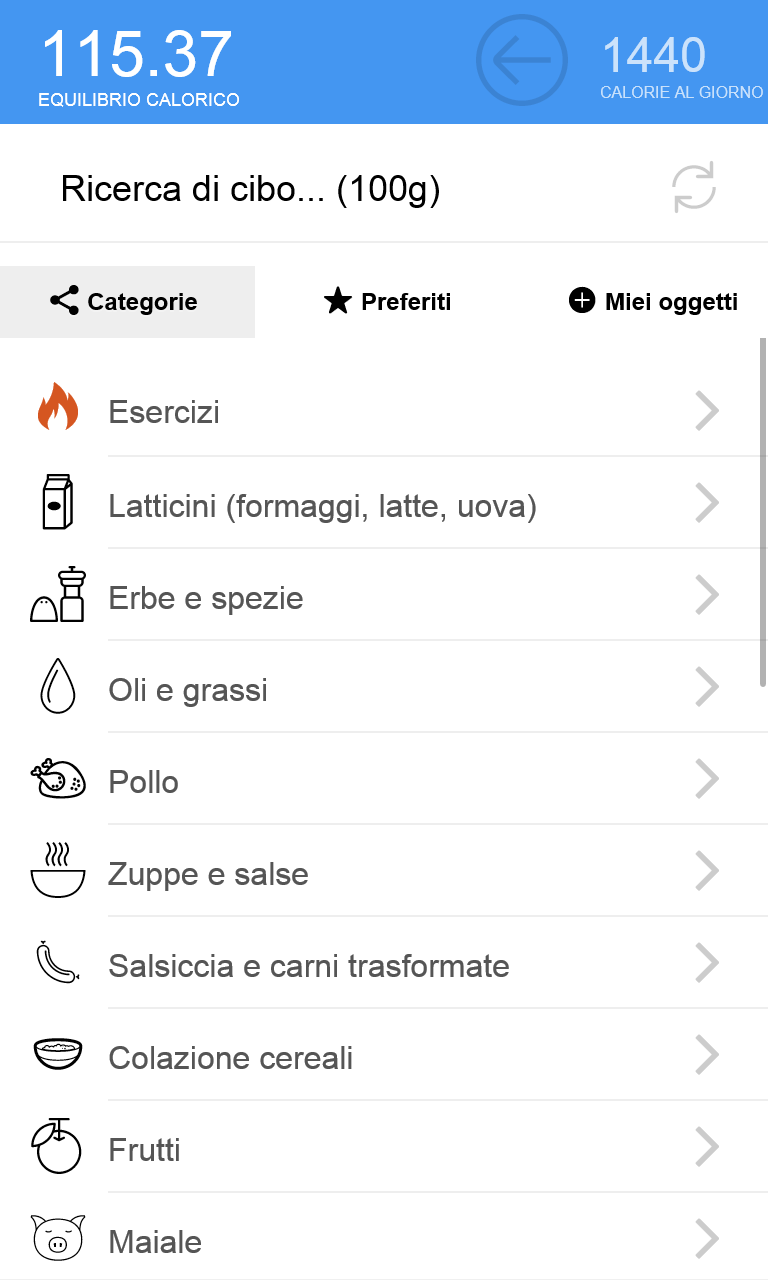 115.37
EQUILIBRIO CALORICO
1440
CALORIE AL GIORNO
Ricerca di cibo... (100g)
Categorie
Preferiti
Miei oggetti
Esercizi
Latticini (formaggi, latte, uova)
Erbe e spezie
Oli e grassi
Pollo
Zuppe e salse
Salsiccia e carni trasformate
Colazione cereali
Frutti
Maiale